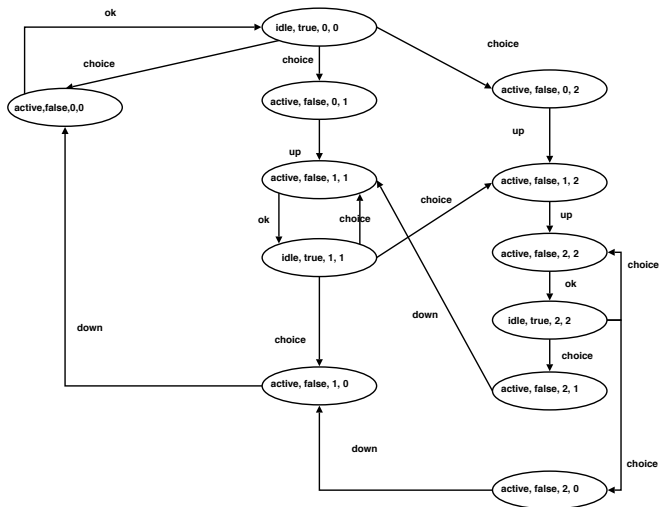 ok
idle, true, 0, 0
choice
choice
choice
active, false, 0, 2
active,false,0,0
active, false, 0, 1
up
up
active, false, 1, 1
choice
active, false, 1, 2
ok
choice
up
active, false, 2, 2
idle, true, 1, 1
choice
ok
down
down
idle, true, 2, 2
choice
choice
active, false, 1, 0
active, false, 2, 1
down
choice
active, false, 2, 0